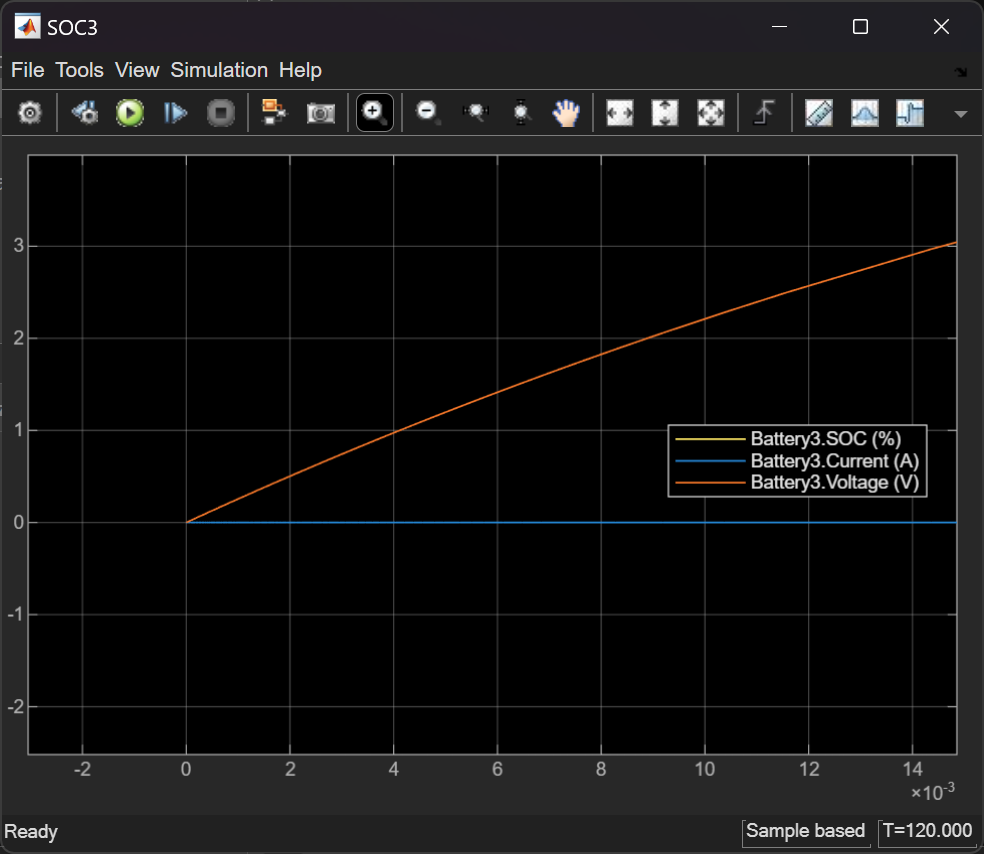 SOC3
File Tools View Simulation Help
3
2
1
0
-1
-2
Battery3.SOC (%)
Battery3.Current (A)
Battery3.Voltage (V)
-2 0 2 4 6 8 10 12 14
×10⁻³
Ready
Sample based T=120.000